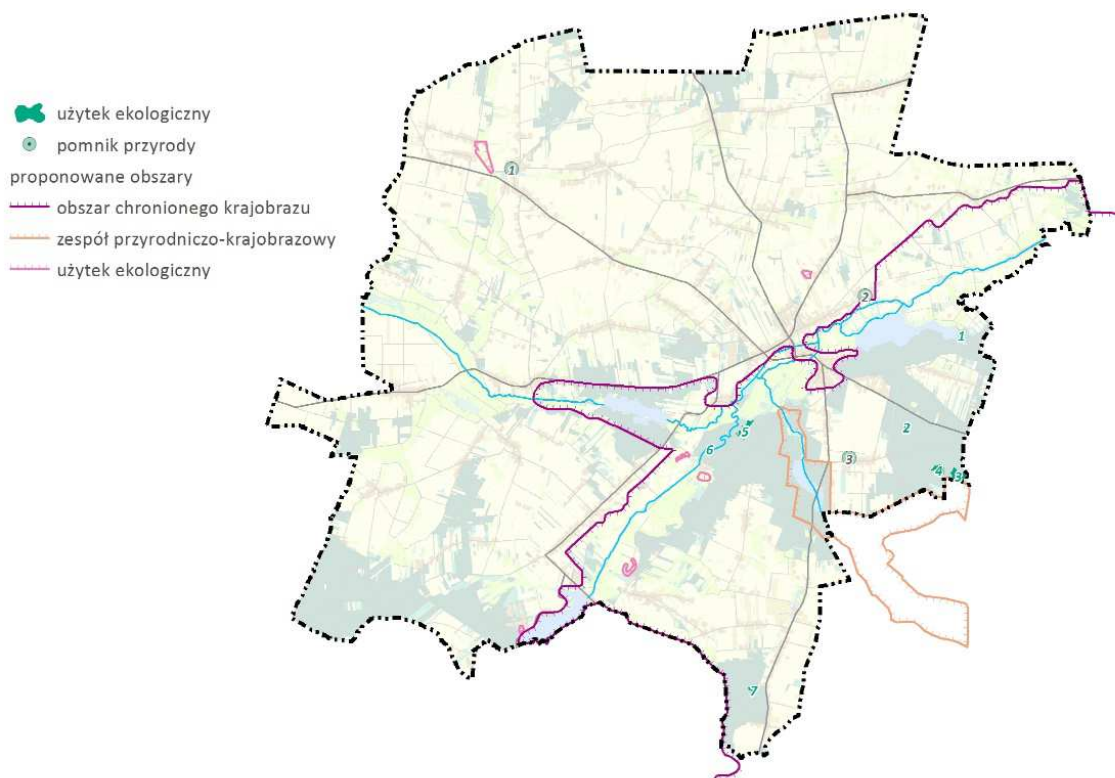 użytek ekologiczny
pomnik przyrody
proponowane obszary
obszar chronionego krajobrazu
zespół przyrodniczo-krajobrazowy
użytek ekologiczny
1
2
1
2
3
4
3
5
6
7